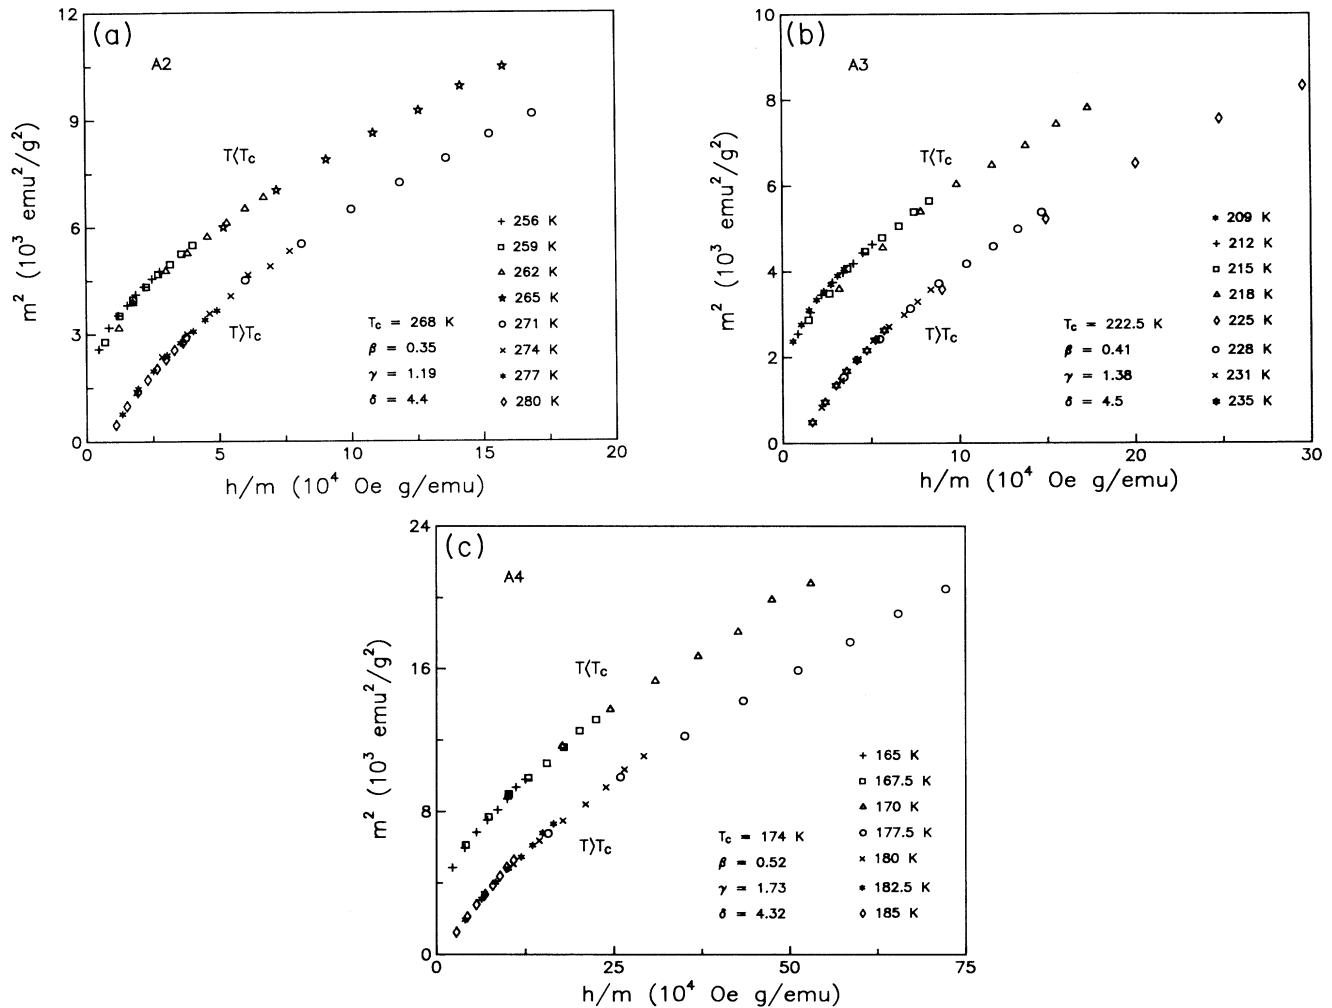 (a)
A2
12
9
6
3
0
m² (10³ emu²/g²)
T⟨Tc
T⟩Tc
+ 256 K
□ 259 K
△ 262 K
☆ 265 K
○ 271 K
× 274 K
* 277 K
◇ 280 K
Tc = 268 K
β = 0.35
γ = 1.19
δ = 4.4
0 5 10 15 20
h/m (10⁴ Oe g/emu)
(b)
A3
10
8
6
4
2
0
m² (10³ emu²/g²)
T⟨Tc
T⟩Tc
* 209 K
+ 212 K
□ 215 K
△ 218 K
◇ 225 K
○ 228 K
× 231 K
* 235 K
Tc = 222.5 K
β = 0.41
γ = 1.38
δ = 4.5
0 10 20 30
h/m (10⁴ Oe g/emu)
(c)
A4
24
16
8
0
m² (10³ emu²/g²)
T⟨Tc
T⟩Tc
+ 165 K
□ 167.5 K
△ 170 K
○ 177.5 K
× 180 K
* 182.5 K
◇ 185 K
Tc = 174 K
β = 0.52
γ = 1.73
δ = 4.32
0 25 50 75
h/m (10⁴ Oe g/emu)